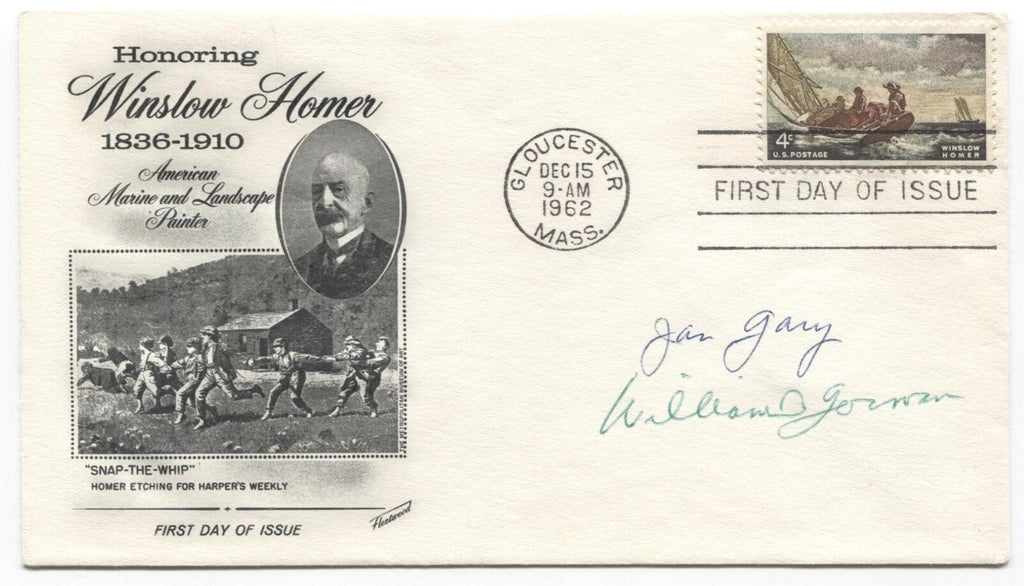 Honoring
Winslow Homer
1836-1910
American
Marine and Landscape
Painter
"SNAP-THE-WHIP"
HOMER ETCHING FOR HARPER'S WEEKLY
FIRST DAY OF ISSUE
Fleetwood
GLOUCESTER
DEC 15
9-AM
1962
MASS.
4¢
U.S. POSTAGE
WINSLOW
HOMER
FIRST DAY OF ISSUE
Jan Gary
William D Gorman